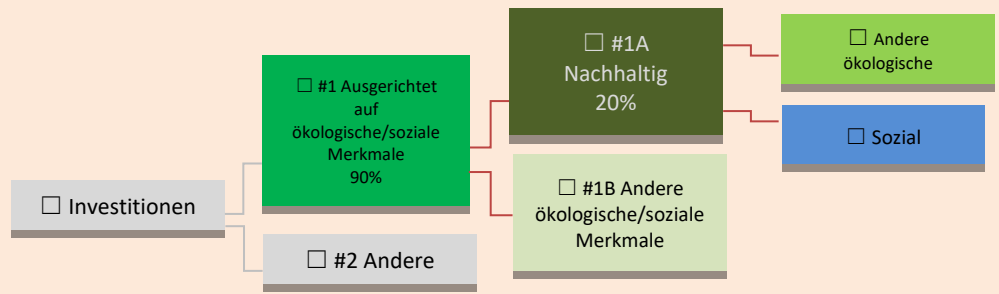 ☐ Investitionen
☐ #1 Ausgerichtet
auf
ökologische/soziale
Merkmale
90%
☐ #2 Andere
☐ #1A
Nachhaltig
20%
☐ #1B Andere
ökologische/soziale
Merkmale
☐ Andere
ökologische
☐ Sozial